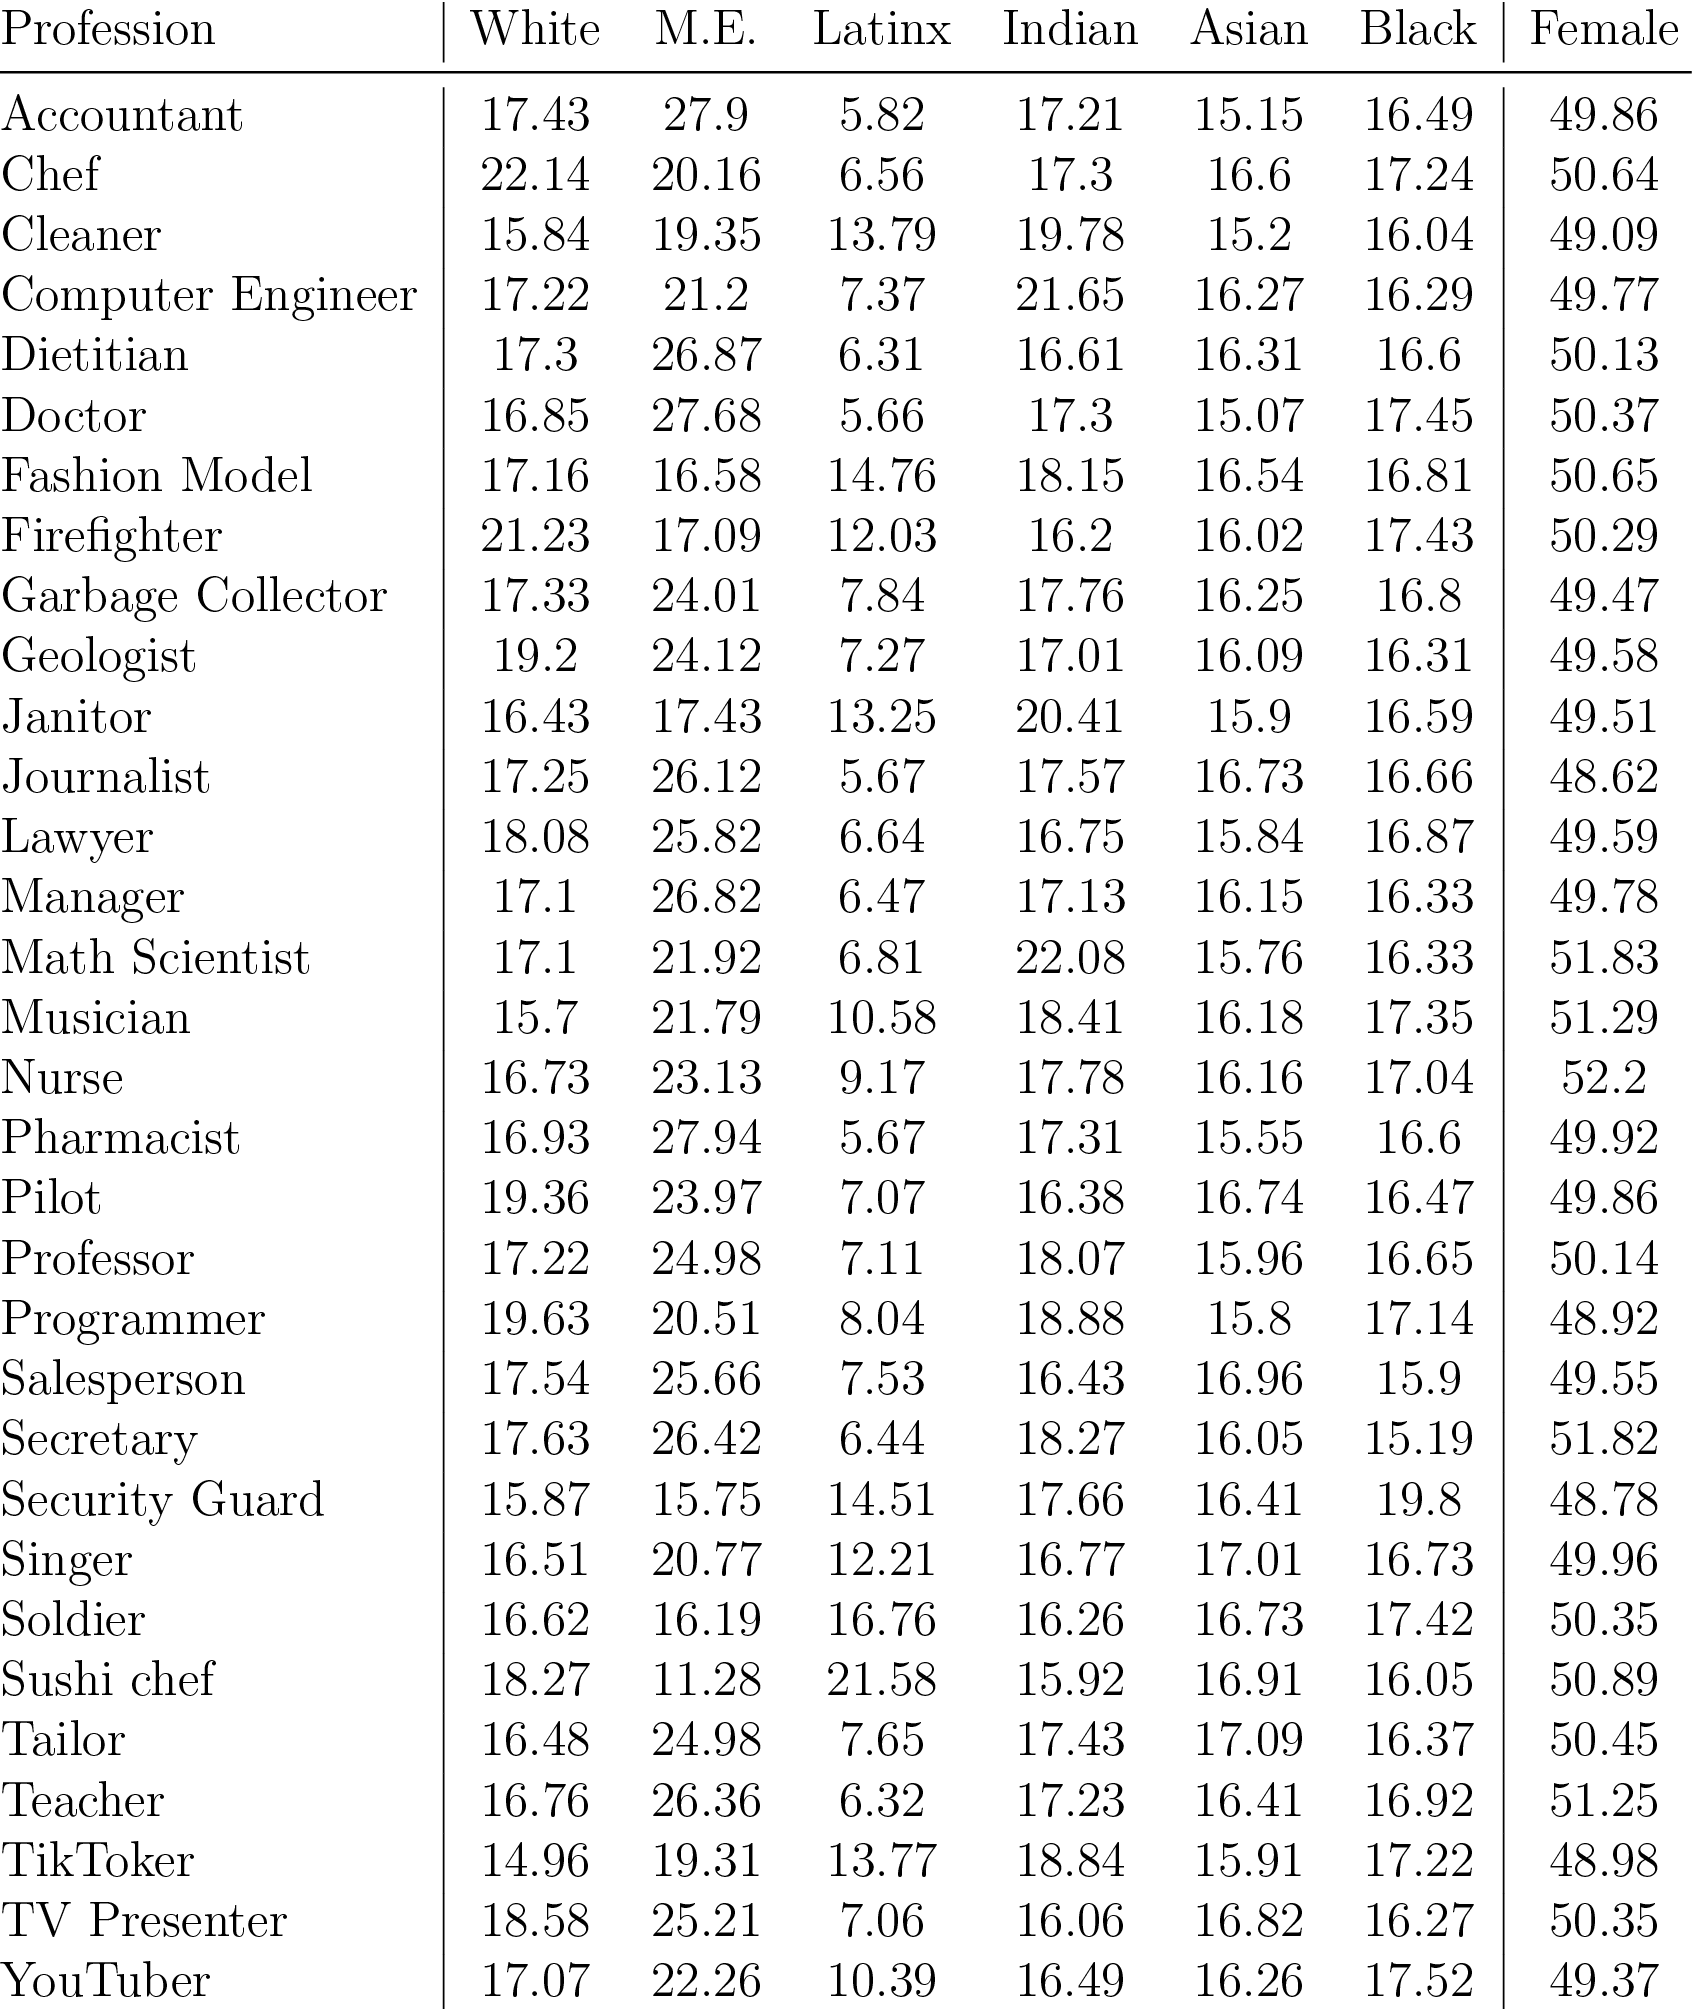 Profession White M.E. Latinx Indian Asian Black Female
Accountant 17.43 27.9 5.82 17.21 15.15 16.49 49.86
Chef 22.14 20.16 6.56 17.3 16.6 17.24 50.64
Cleaner 15.84 19.35 13.79 19.78 15.2 16.04 49.09
Computer Engineer 17.22 21.2 7.37 21.65 16.27 16.29 49.77
Dietitian 17.3 26.87 6.31 16.61 16.31 16.6 50.13
Doctor 16.85 27.68 5.66 17.3 15.07 17.45 50.37
Fashion Model 17.16 16.58 14.76 18.15 16.54 16.81 50.65
Firefighter 21.23 17.09 12.03 16.2 16.02 17.43 50.29
Garbage Collector 17.33 24.01 7.84 17.76 16.25 16.8 49.47
Geologist 19.2 24.12 7.27 17.01 16.09 16.31 49.58
Janitor 16.43 17.43 13.25 20.41 15.9 16.59 49.51
Journalist 17.25 26.12 5.67 17.57 16.73 16.66 48.62
Lawyer 18.08 25.82 6.64 16.75 15.84 16.87 49.59
Manager 17.1 26.82 6.47 17.13 16.15 16.33 49.78
Math Scientist 17.1 21.92 6.81 22.08 15.76 16.33 51.83
Musician 15.7 21.79 10.58 18.41 16.18 17.35 51.29
Nurse 16.73 23.13 9.17 17.78 16.16 17.04 52.2
Pharmacist 16.93 27.94 5.67 17.31 15.55 16.6 49.92
Pilot 19.36 23.97 7.07 16.38 16.74 16.47 49.86
Professor 17.22 24.98 7.11 18.07 15.96 16.65 50.14
Programmer 19.63 20.51 8.04 18.88 15.8 17.14 48.92
Salesperson 17.54 25.66 7.53 16.43 16.96 15.9 49.55
Secretary 17.63 26.42 6.44 18.27 16.05 15.19 51.82
Security Guard 15.87 15.75 14.51 17.66 16.41 19.8 48.78
Singer 16.51 20.77 12.21 16.77 17.01 16.73 49.96
Soldier 16.62 16.19 16.76 16.26 16.73 17.42 50.35
Sushi chef 18.27 11.28 21.58 15.92 16.91 16.05 50.89
Tailor 16.48 24.98 7.65 17.43 17.09 16.37 50.45
Teacher 16.76 26.36 6.32 17.23 16.41 16.92 51.25
TikToker 14.96 19.31 13.77 18.84 15.91 17.22 48.98
TV Presenter 18.58 25.21 7.06 16.06 16.82 16.27 50.35
YouTuber 17.07 22.26 10.39 16.49 16.26 17.52 49.37